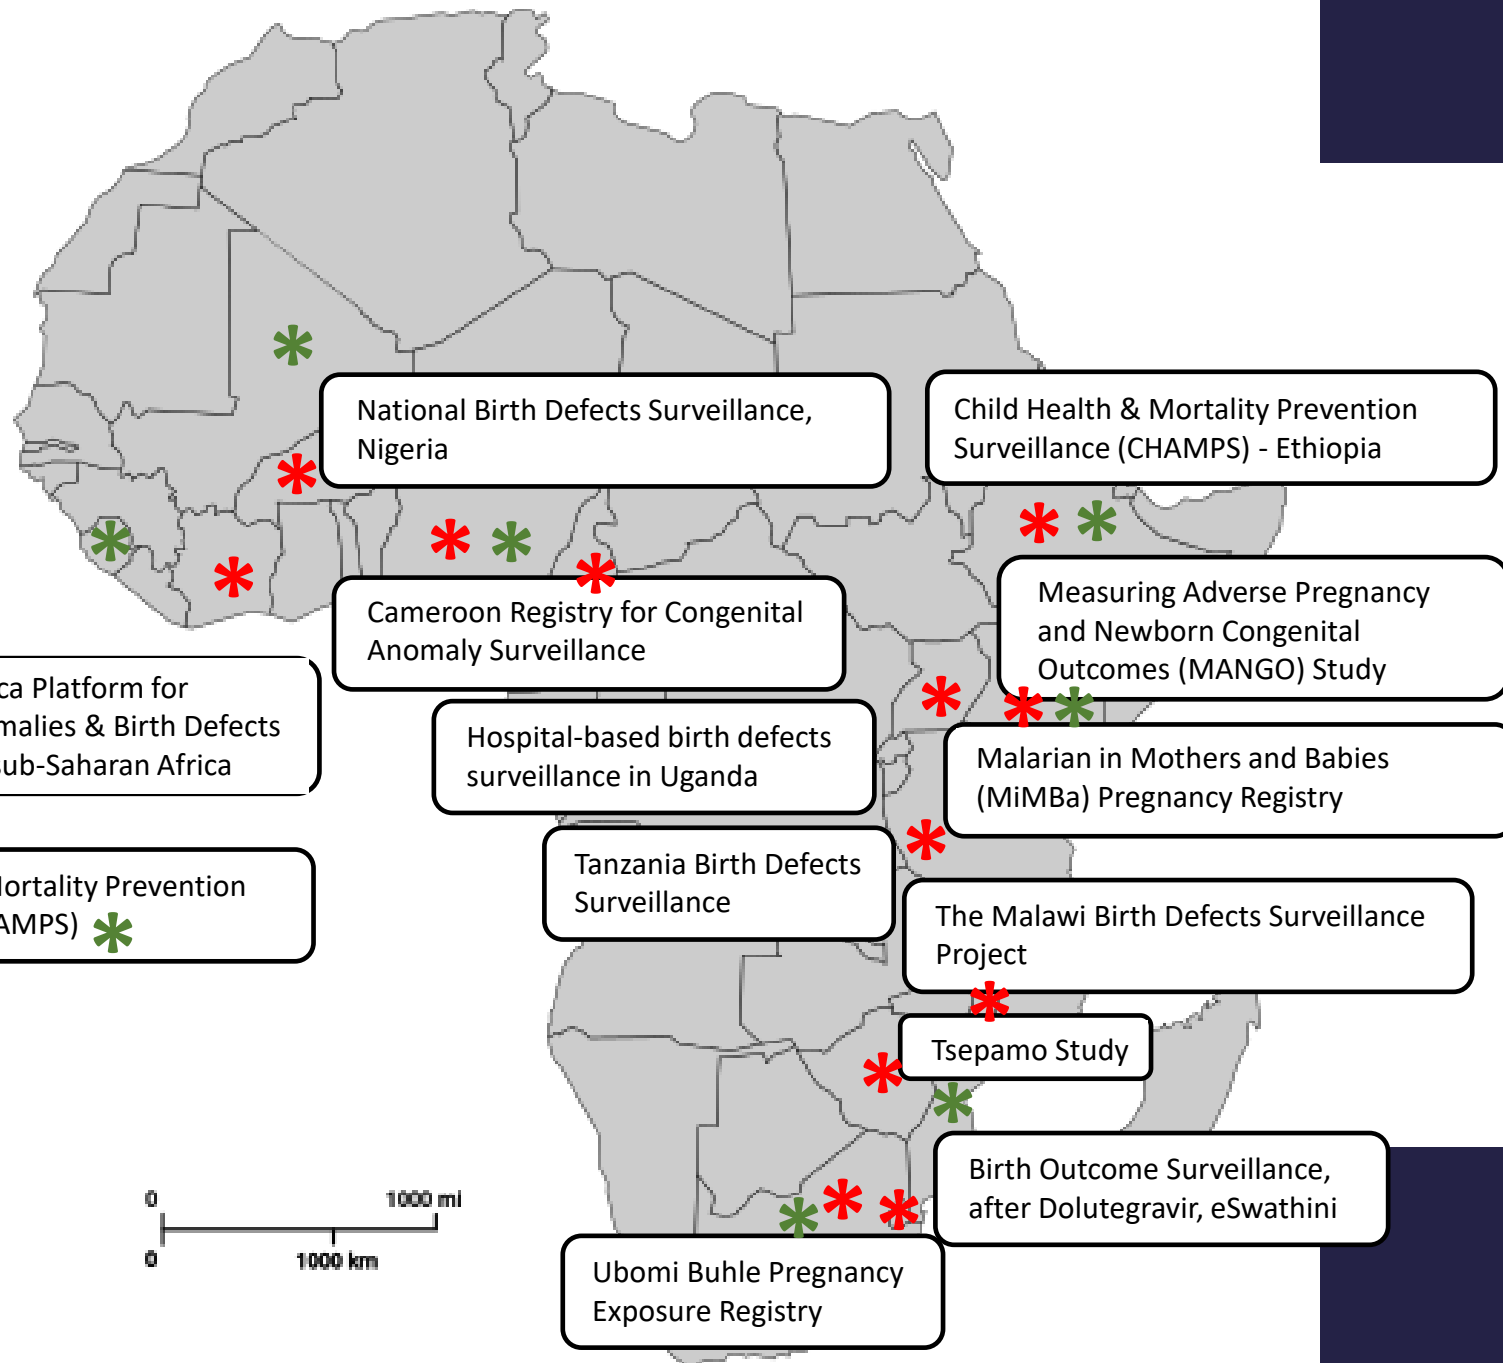 National Birth Defects Surveillance,
Nigeria
Child Health & Mortality Prevention
Surveillance (CHAMPS) - Ethiopia
Cameroon Registry for Congenital
Anomaly Surveillance
Measuring Adverse Pregnancy
and Newborn Congenital
Outcomes (MANGO) Study
ca Platform for
malies & Birth Defects
sub-Saharan Africa
Hospital-based birth defects
surveillance in Uganda
Malarian in Mothers and Babies
(MiMBa) Pregnancy Registry
Tanzania Birth Defects
Surveillance
ortality Prevention
AMPS)
The Malawi Birth Defects Surveillance
Project
Tsepamo Study
Birth Outcome Surveillance,
after Dolutegravir, eSwathini
0 1000 mi
0 1000 km
Ubomi Buhle Pregnancy
Exposure Registry